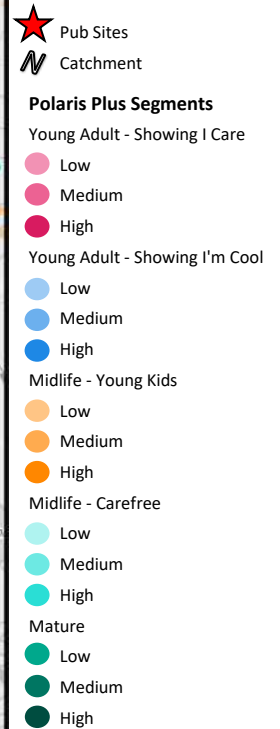 Pub Sites
Catchment
Polaris Plus Segments
Young Adult - Showing I Care
Low
Medium
High
Young Adult - Showing I'm Cool
Low
Medium
High
Midlife - Young Kids
Low
Medium
High
Midlife - Carefree
Low
Medium
High
Mature
Low
Medium
High